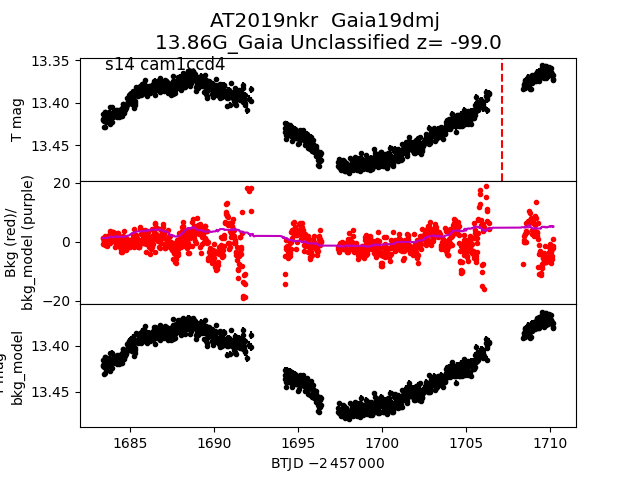 AT2019nkr  Gaia19dmj
13.86G_Gaia Unclassified z= -99.0
s14 cam1ccd4
T mag
13.35
13.40
13.45
Bkg (red)/
bkg_model (purple)
20
0
−20
mag
bkg_model
13.40
13.45
1685
1690
1695
1700
1705
1710
BTJD −2 457 000